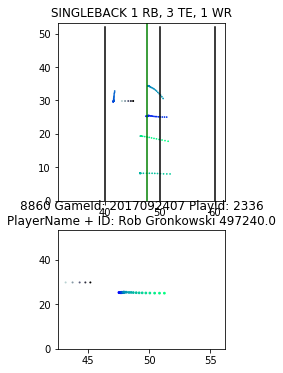 SINGLEBACK 1 RB, 3 TE, 1 WR
50
40
30
20
10
0
40 50 60
8860 GameId: 2017092407 PlayId: 2336
PlayerName + ID: Rob Gronkowski 497240.0
40
20
0
45 50 55